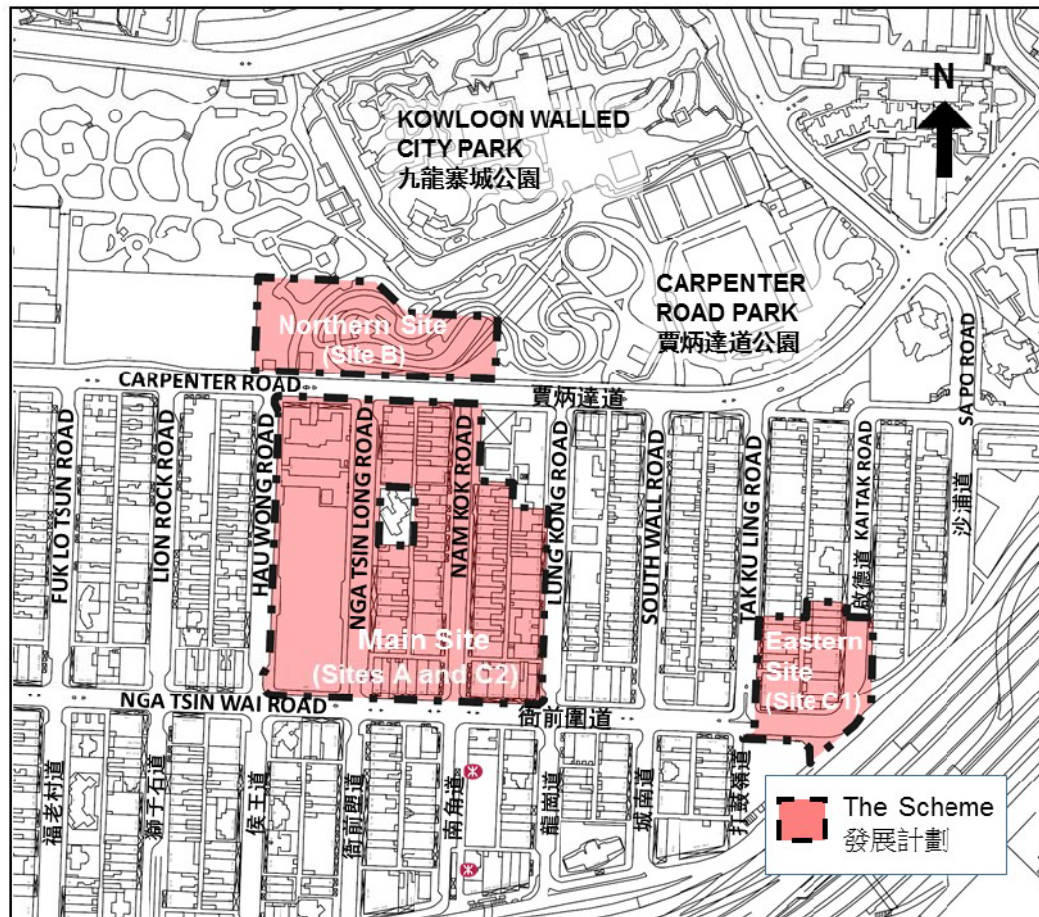 N
KOWLOON WALLED
CITY PARK
九龍寨城公園
CARPENTER
ROAD PARK
賈炳達道公園
Northern Site
(Site B)
CARPENTER ROAD
賈炳達道
FUK LO TSUN ROAD
LION ROCK ROAD
HAU WONG ROAD
NGA TSIN LONG ROAD
NAM KOK ROAD
LUNG KONG ROAD
SOUTH WALL ROAD
TAK KU LING ROAD
啟德道 KAI TAK ROAD
SA PO ROAD
沙浦道
Main Site
(Sites A and C2)
Eastern
Site
(Site C1)
NGA TSIN WAI ROAD
衙前圍道
福老村道
獅子石道
侯王道
衙前塱道
南角道
龍崗道
城南道
打鼓嶺道
The Scheme
發展計劃